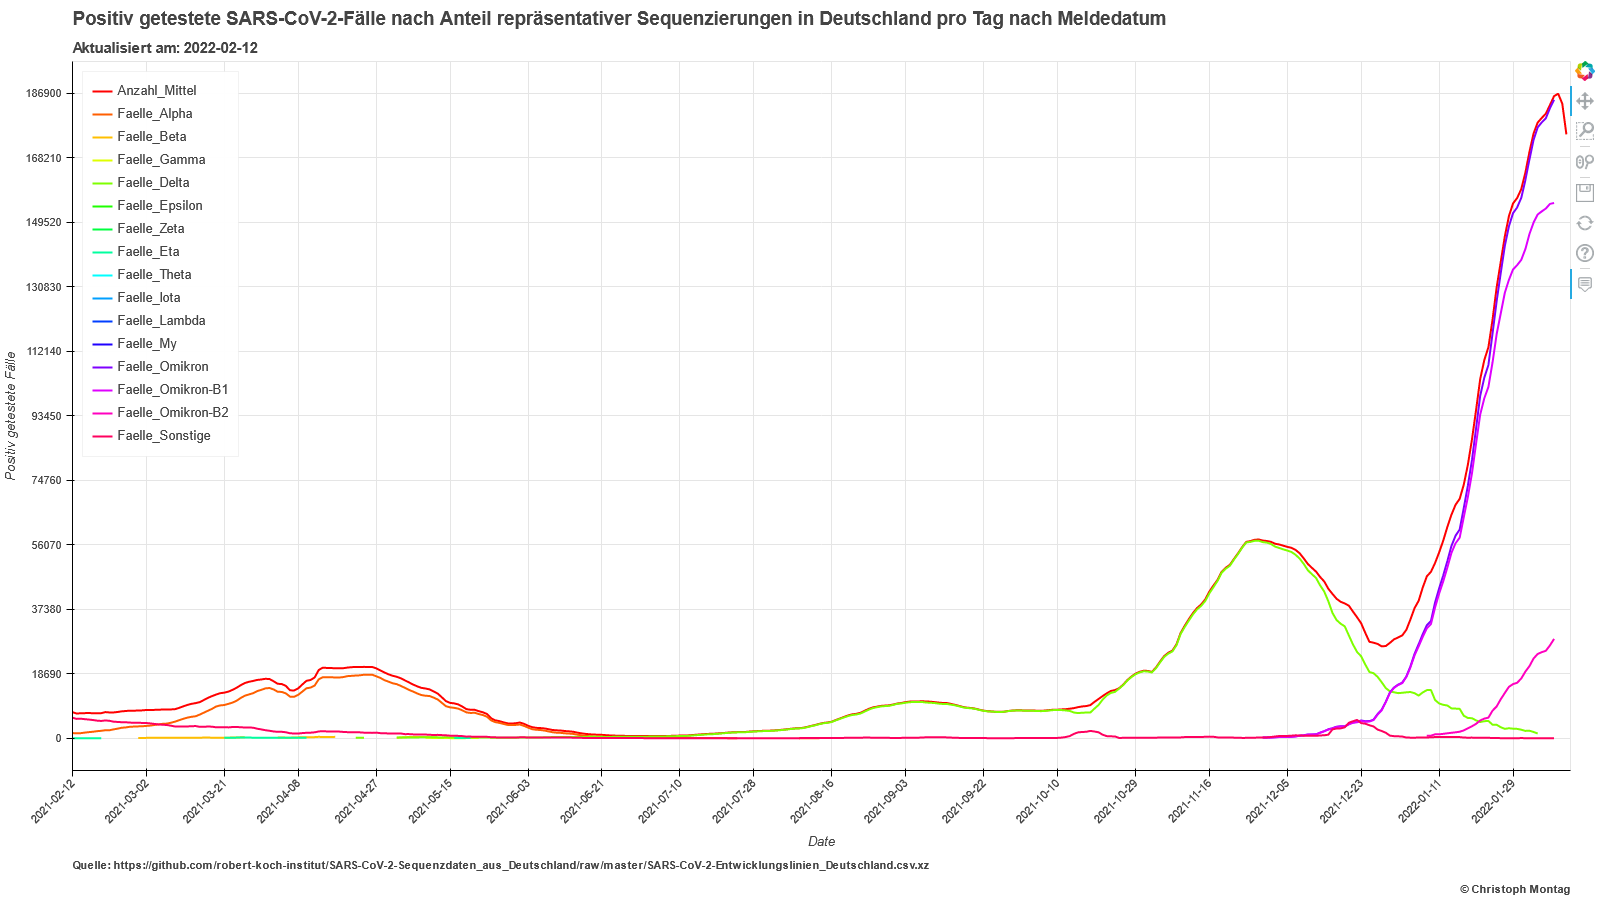 Positiv getestete SARS-CoV-2-Fälle nach Anteil repräsentativer Sequenzierungen in Deutschland pro Tag nach Meldedatum
Aktualisiert am: 2022-02-12
Anzahl_Mittel
Faelle_Alpha
Faelle_Beta
Faelle_Gamma
Faelle_Delta
Faelle_Epsilon
Faelle_Zeta
Faelle_Eta
Faelle_Theta
Faelle_Iota
Faelle_Lambda
Faelle_My
Faelle_Omikron
Faelle_Omikron-B1
Faelle_Omikron-B2
Faelle_Sonstige
Positiv getestete Fälle
186900
168210
149520
130830
112140
93450
74760
56070
37380
18690
0
2021-02-12
2021-03-02
2021-03-21
2021-04-08
2021-04-27
2021-05-15
2021-06-03
2021-06-21
2021-07-10
2021-07-28
2021-08-16
2021-09-03
2021-09-22
2021-10-10
2021-10-29
2021-11-16
2021-12-05
2021-12-23
2022-01-11
2022-01-29
Date
Quelle: https://github.com/robert-koch-institut/SARS-CoV-2-Sequenzdaten_aus_Deutschland/raw/master/SARS-CoV-2-Entwicklungslinien_Deutschland.csv.xz
© Christoph Montag